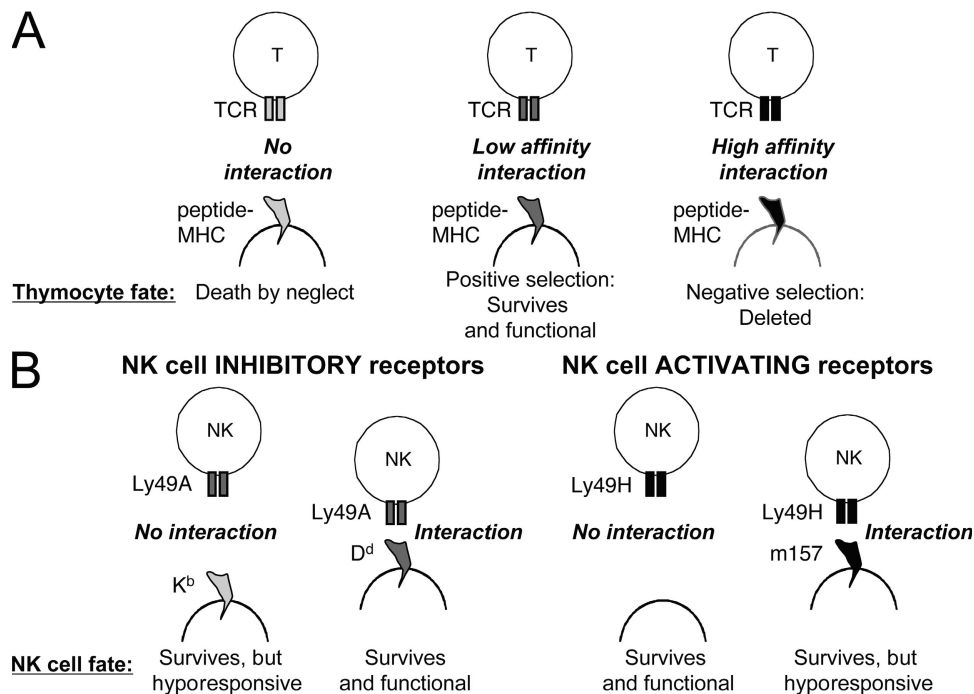 A
T
T
T
TCR
TCR
TCR
No
interaction
Low affinity
interaction
High affinity
interaction
peptide-
MHC
peptide-
MHC
peptide-
MHC
Thymocyte fate:
Death by neglect
Positive selection:
Survives
and functional
Negative selection:
Deleted
B
NK cell INHIBITORY receptors
NK cell ACTIVATING receptors
NK
NK
NK
NK
Ly49A
Ly49A
Ly49H
Ly49H
No interaction
Interaction
No interaction
Interaction
Kᵇ
Dᵈ
m157
NK cell fate:
Survives, but
hyporesponsive
Survives
and functional
Survives
and functional
Survives, but
hyporesponsive